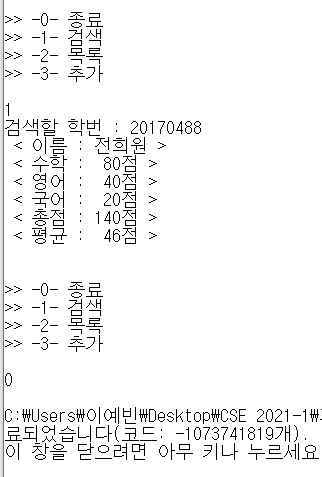 >> -0- 종료
>> -1- 검색
>> -2- 목록
>> -3- 추가
1
검색할 학번 : 20170488
< 이름 : 전희원 >
< 수학 : 80점 >
< 영어 : 40점 >
< 국어 : 20점 >
< 총점 : 140점 >
< 평균 : 46점 >
>> -0- 종료
>> -1- 검색
>> -2- 목록
>> -3- 추가
0
C:₩Users₩이예빈₩Desktop₩CSE 2021-1₩
료되었습니다(코드: -1073741819개).
이 창을 닫으려면 아무 키나 누르세요